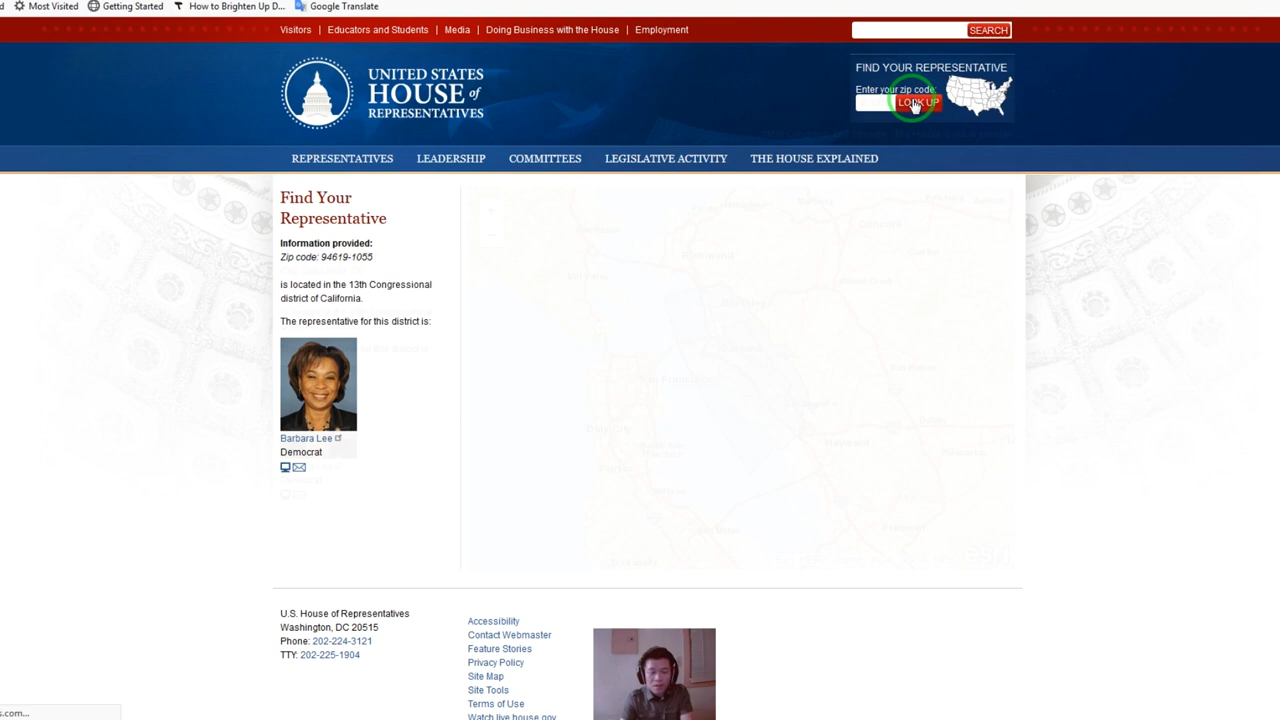 Most Visited Getting Started How to Brighten Up D... Google Translate
Visitors | Educators and Students | Media | Doing Business with the House | Employment
SEARCH
UNITED STATES
HOUSE of
REPRESENTATIVES
FIND YOUR REPRESENTATIVE
Enter your zip code:
LOOK UP
REPRESENTATIVES LEADERSHIP COMMITTEES LEGISLATIVE ACTIVITY THE HOUSE EXPLAINED
Find Your
Representative
Information provided:
Zip code: 94619-1055
is located in the 13th Congressional
district of California.
The representative for this district is:
Barbara Lee
Democrat
U.S. House of Representatives
Washington, DC 20515
Phone: 202-224-3121
TTY: 202-225-1904
Accessibility
Contact Webmaster
Feature Stories
Privacy Policy
Site Map
Site Tools
Terms of Use
Watch live house.gov
s.com...